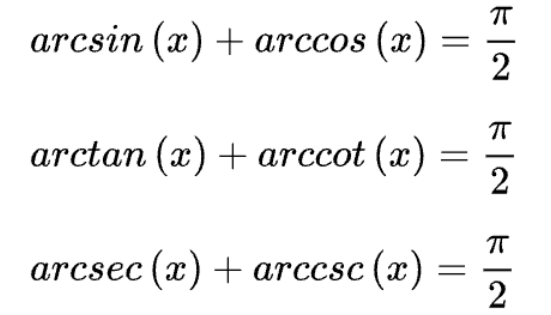 arcsin (x) + arccos (x) = π/2
arctan (x) + arccot (x) = π/2
arcsec (x) + arccsc (x) = π/2